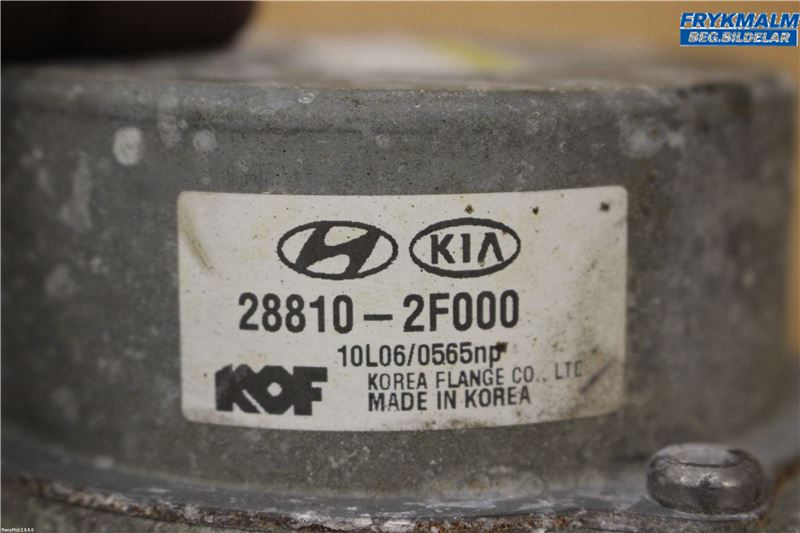 FRYKMALM
BEG.BILDELAR
KIA
28810-2F000
10L06/0565np
KOF
KOREA FLANGE CO., LTD
MADE IN KOREA